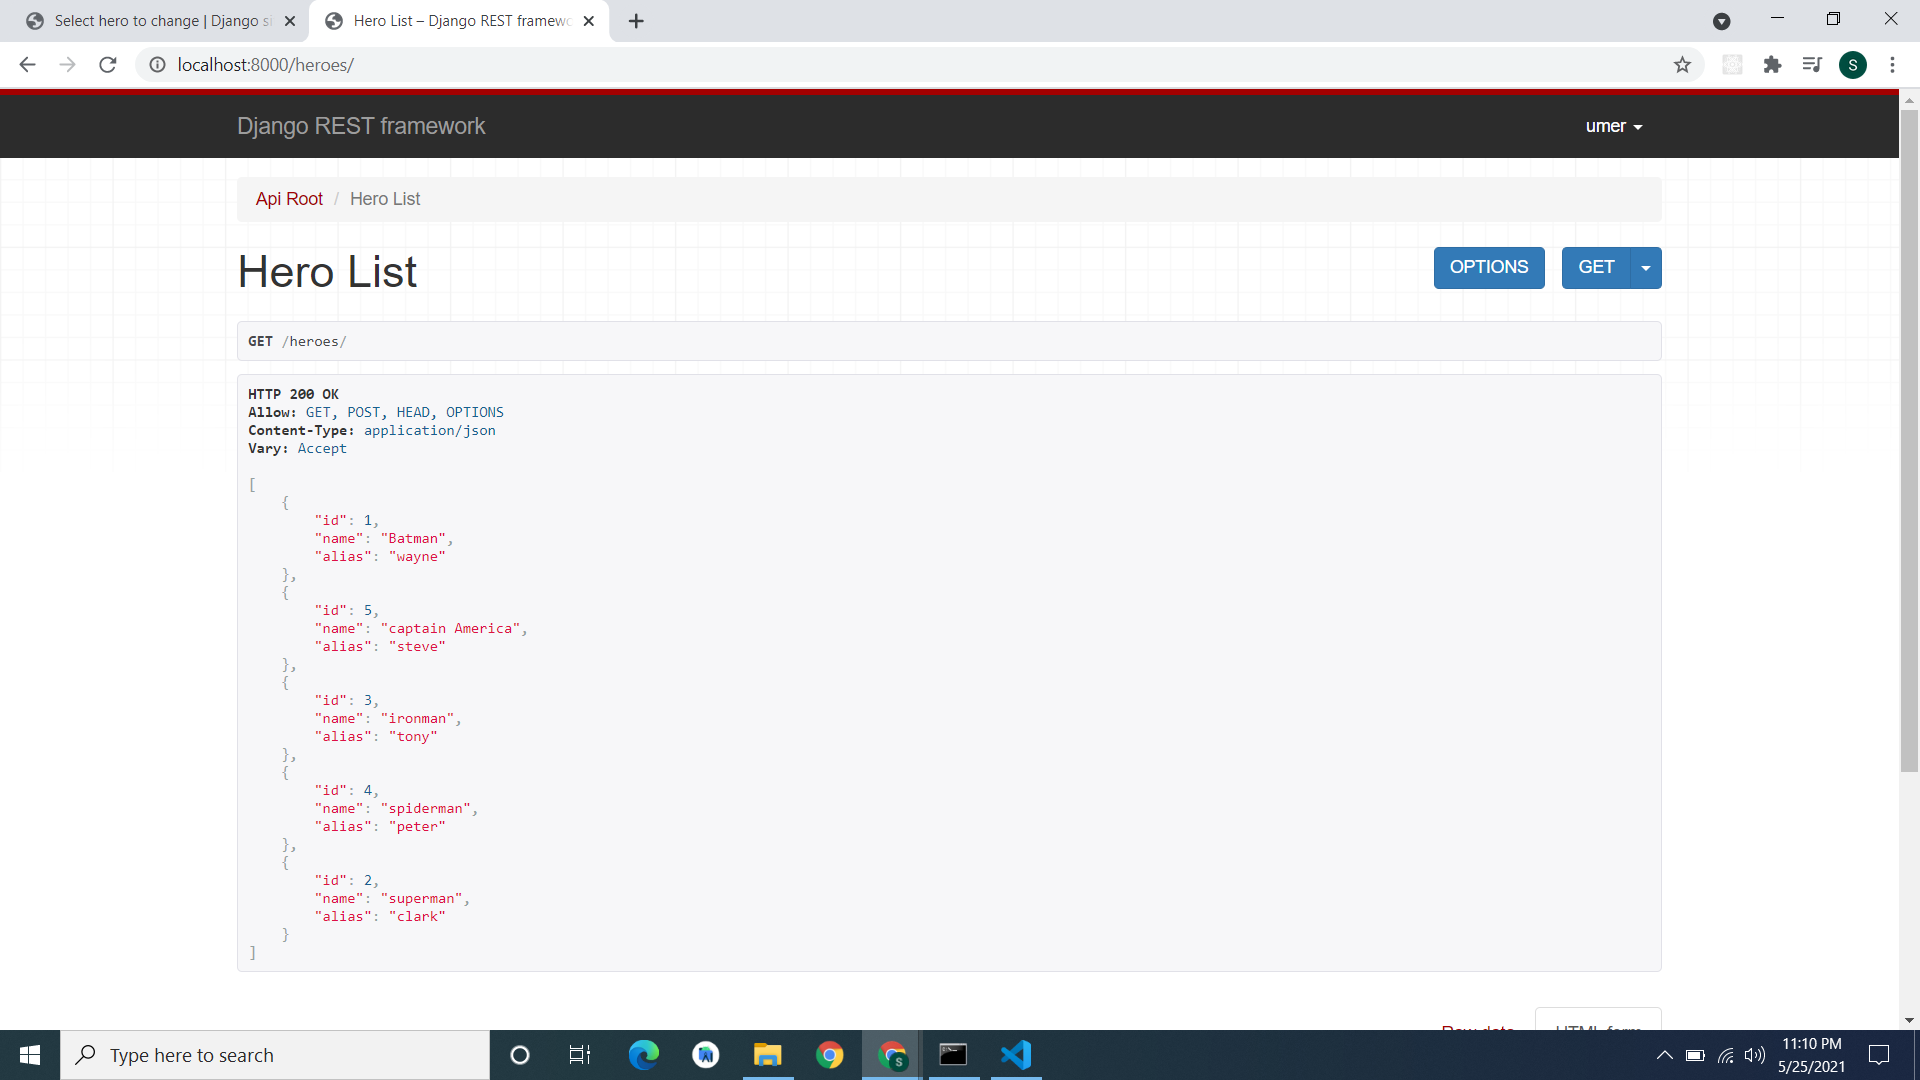 Select hero to change | Django si
Hero List – Django REST framewo
localhost:8000/heroes/
S
Django REST framework
umer
Api Root / Hero List
Hero List
OPTIONS
GET
GET /heroes/
HTTP 200 OK
Allow: GET, POST, HEAD, OPTIONS
Content-Type: application/json
Vary: Accept
[
{
"id": 1,
"name": "Batman",
"alias": "wayne"
},
{
"id": 5,
"name": "captain America",
"alias": "steve"
},
{
"id": 3,
"name": "ironman",
"alias": "tony"
},
{
"id": 4,
"name": "spiderman",
"alias": "peter"
},
{
"id": 2,
"name": "superman",
"alias": "clark"
}
]
Raw data
HTML form
Type here to search
S
11:10 PM
5/25/2021